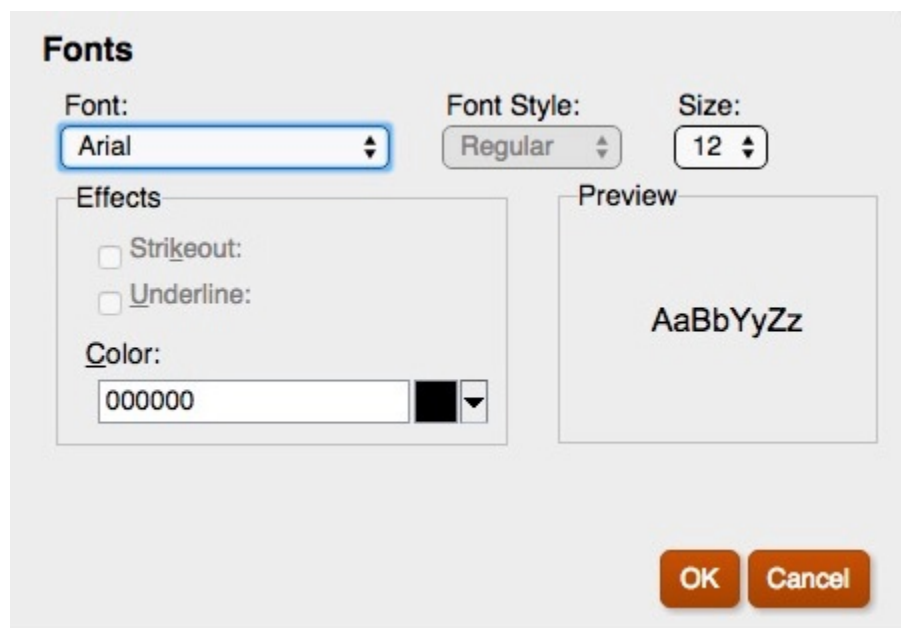 Fonts
Font: Font Style: Size:
Arial Regular 12
Effects Preview
Strikeout:
Underline:
AaBbYyZz
Color:
000000
OK Cancel